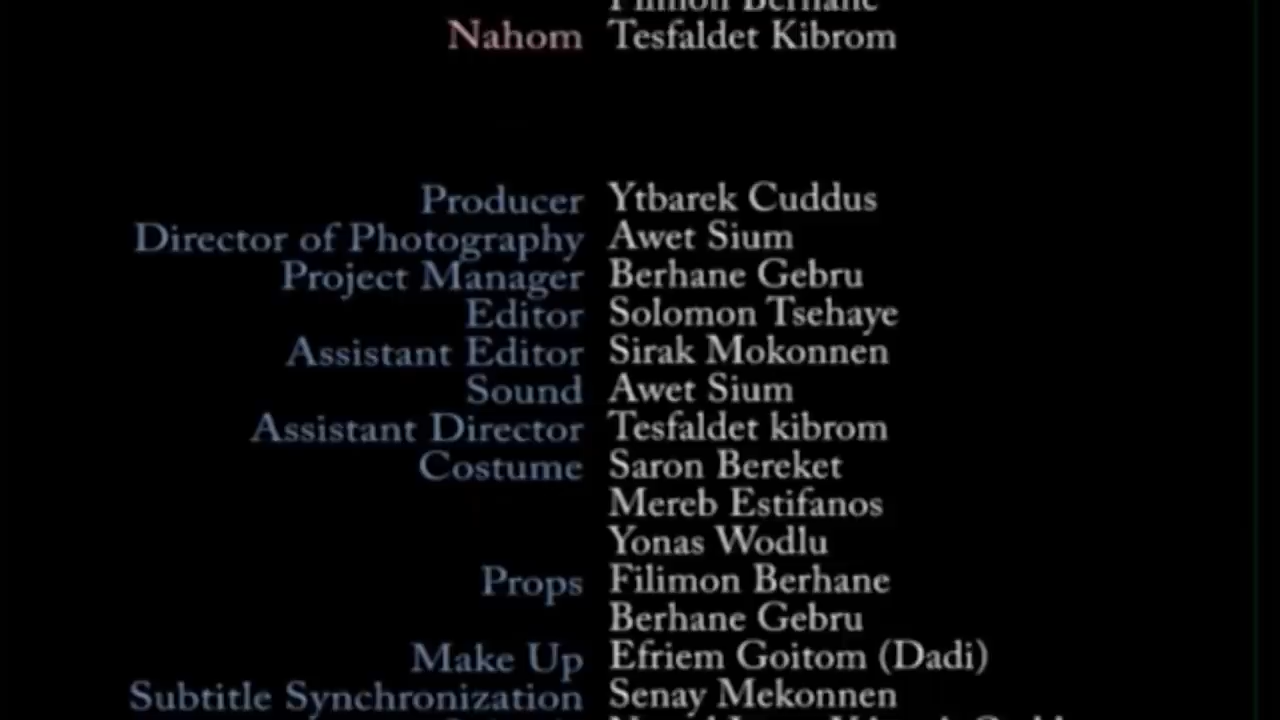 Filimon Berhane
Nahom Tesfaldet Kibrom
Producer Ytbarek Cuddus
Director of Photography Awet Sium
Project Manager Berhane Gebru
Editor Solomon Tsehaye
Assistant Editor Sirak Mokonnen
Sound Awet Sium
Assistant Director Tesfaldet kibrom
Costume Saron Bereket
Mereb Estifanos
Yonas Wodlu
Props Filimon Berhane
Berhane Gebru
Make Up Efriem Goitom (Dadi)
Subtitle Synchronization Senay Mekonnen